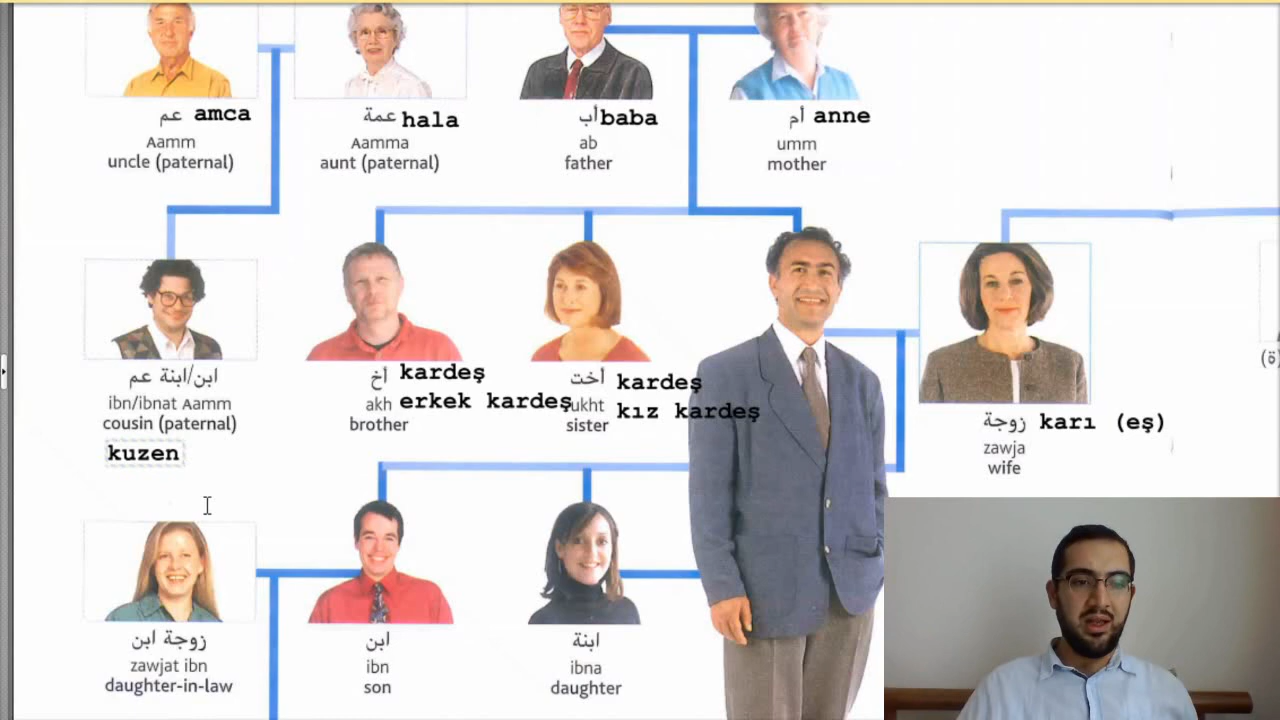 عم amca
Aamm
uncle (paternal)
عمة hala
Aamma
aunt (paternal)
أب baba
ab
father
أم anne
umm
mother
ابن/ابنة عم
ibn/ibnat Aamm
cousin (paternal)
kuzen
أخ kardeş
akh erkek kardeş
brother
أخت kardeş
ukht kız kardeş
sister
زوجة karı (eş)
zawja
wife
(ة)
زوجة ابن
zawjat ibn
daughter-in-law
ابن
ibn
son
ابنة
ibna
daughter